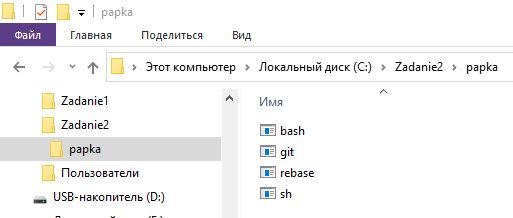 papka
Файл
Главная
Поделиться
Вид
Этот компьютер
Локальный диск (C:)
Zadanie2
papka
Zadanie1
Zadanie2
papka
Пользователи
USB-накопитель (D:)
Имя
bash
git
rebase
sh